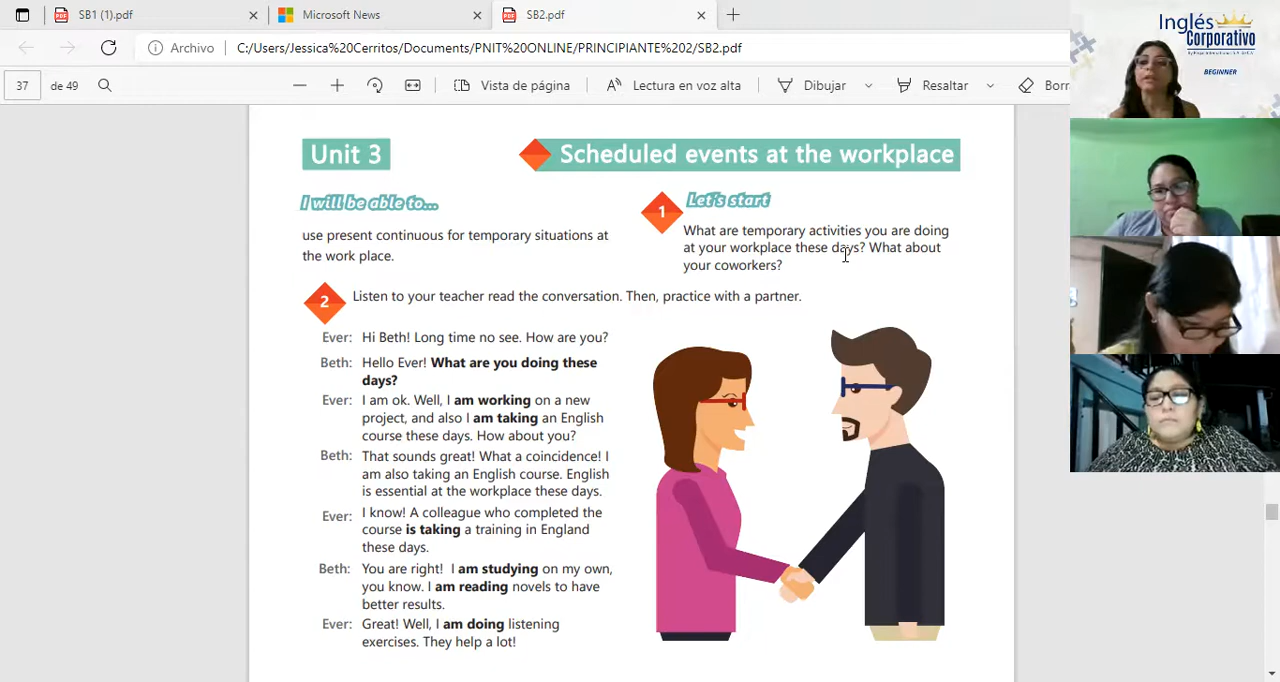 SB1 (1).pdf
Microsoft News
SB2.pdf
Archivo
C:/Users/Jessica%20Cerritos/Documents/PNIT%20ONLINE/PRINCIPIANTE%202/SB2.pdf
37
de 49
Vista de página
Lectura en voz alta
Dibujar
Resaltar
Borr
Inglés
Corporativo
BEGINNER
Unit 3
Scheduled events at the workplace
I will be able to...
use present continuous for temporary situations at
the work place.
1
Let's start
What are temporary activities you are doing
at your workplace these days? What about
your coworkers?
2
Listen to your teacher read the conversation. Then, practice with a partner.
Ever: Hi Beth! Long time no see. How are you?
Beth: Hello Ever! What are you doing these
days?
Ever: I am ok. Well, I am working on a new
project, and also I am taking an English
course these days. How about you?
Beth: That sounds great! What a coincidence! I
am also taking an English course. English
is essential at the workplace these days.
Ever: I know! A colleague who completed the
course is taking a training in England
these days.
Beth: You are right! I am studying on my own,
you know. I am reading novels to have
better results.
Ever: Great! Well, I am doing listening
exercises. They help a lot!